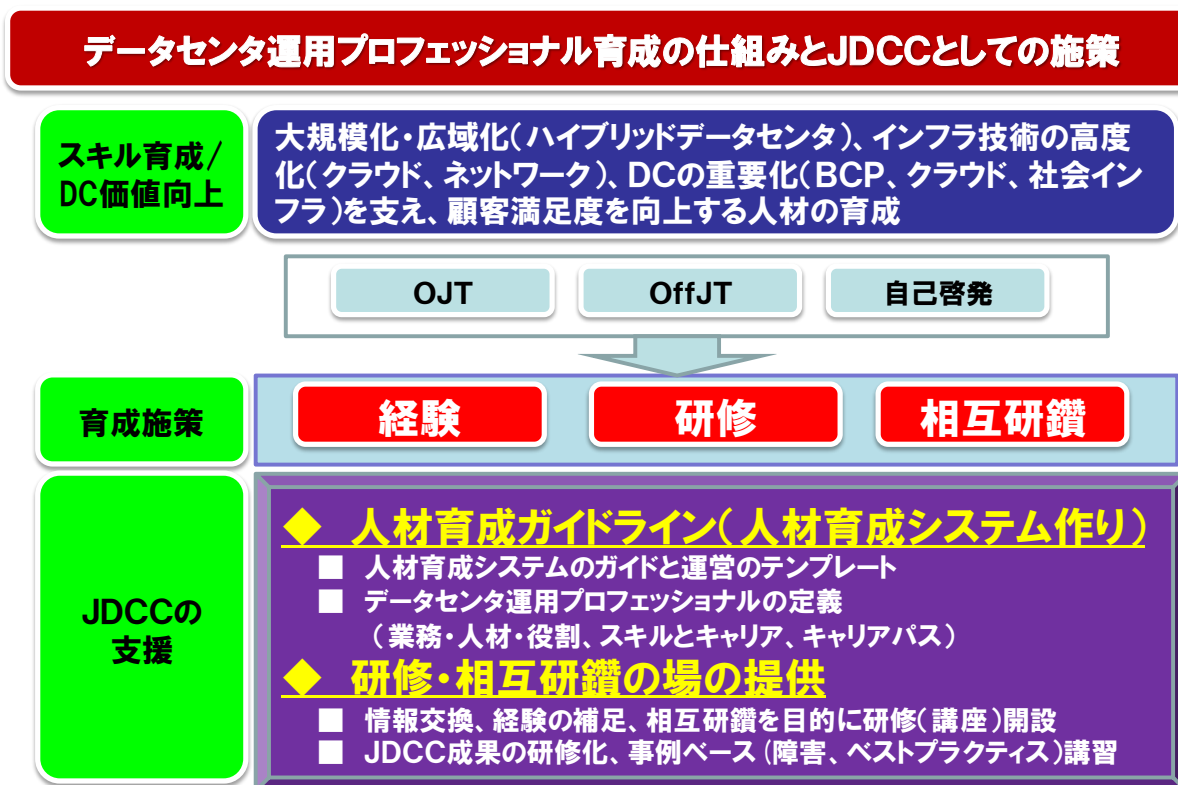 データセンタ運用プロフェッショナル育成の仕組みとJDCCとしての施策
スキル育成/
DC価値向上
大規模化・広域化(ハイブリッドデータセンタ)、インフラ技術の高度
化(クラウド、ネットワーク)、DCの重要化(BCP、クラウド、社会イン
フラ)を支え、顧客満足度を向上する人材の育成
OJT
OffJT
自己啓発
育成施策
経験
研修
相互研鑽
JDCCの
支援
◆ 人材育成ガイドライン(人材育成システム作り)
■ 人材育成システムのガイドと運営のテンプレート
■ データセンタ運用プロフェッショナルの定義
(業務・人材・役割、スキルとキャリア、キャリアパス)
◆ 研修・相互研鑽の場の提供
■ 情報交換、経験の補足、相互研鑽を目的に研修(講座)開設
■ JDCC成果の研修化、事例ベース(障害、ベストプラクティス)講習